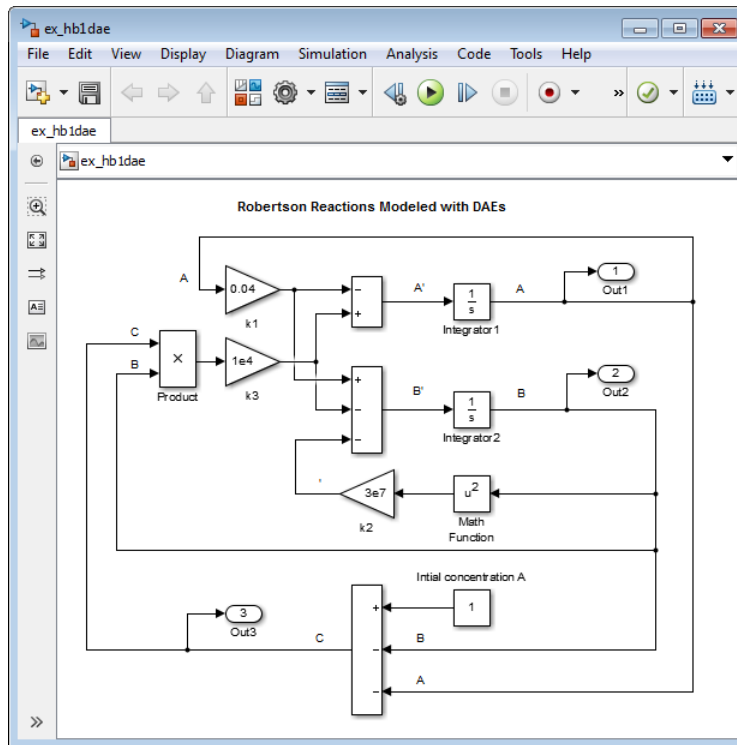 ex_hb1dae
File Edit View Display Diagram Simulation Analysis Code Tools Help
»
ex_hb1dae
ex_hb1dae
Robertson Reactions Modeled with DAEs
A
0.04
k1
−
+
A'
1
s
Integrator1
A
1
Out1
C
B
×
Product
1e4
k3
+
−
−
B'
1
s
Integrator2
B
2
Out2
'
3e7
k2
u2
Math
Function
Intial concentration A
1
3
Out3
C
+
−
−
B
A
»